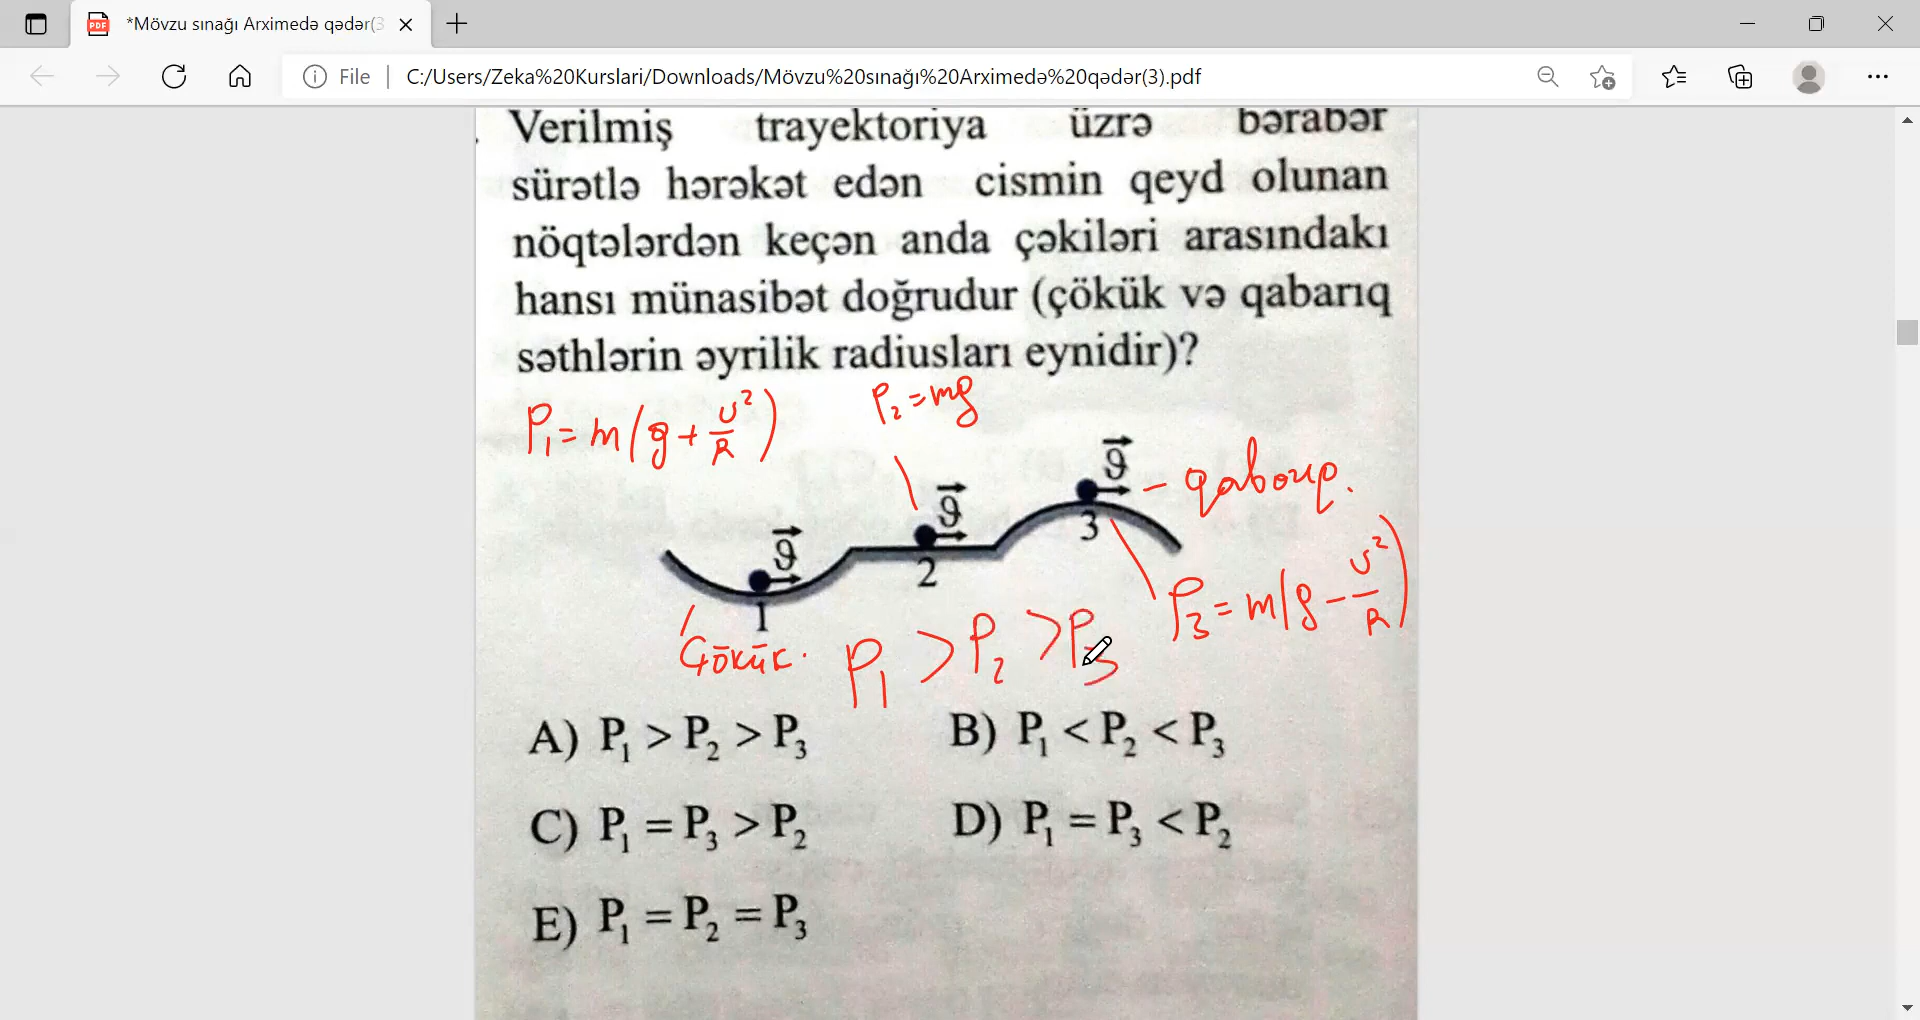 *Mövzu sınağı Arximedə qədər(3
File C:/Users/Zeka%20Kurslari/Downloads/Mövzu%20sınağı%20Arximedə%20qədər(3).pdf
Verilmiş trayektoriya üzrə bərabər
sürətlə hərəkət edən cismin qeyd olunan
nöqtələrdən keçən anda çəkiləri arasındakı
hansı münasibət doğrudur (çökük və qabarıq
səthlərin əyrilik radiusları eynidir)?
P₁ = m(g + υ²/R)
P₂ = mg
ϑ
ϑ
ϑ
1
2
3
Çökük.
P₃ = m(g - υ²/R)
P₁ > P₂ > P₃
A) P₁ > P₂ > P₃
B) P₁ < P₂ < P₃
C) P₁ = P₃ > P₂
D) P₁ = P₃ < P₂
E) P₁ = P₂ = P₃